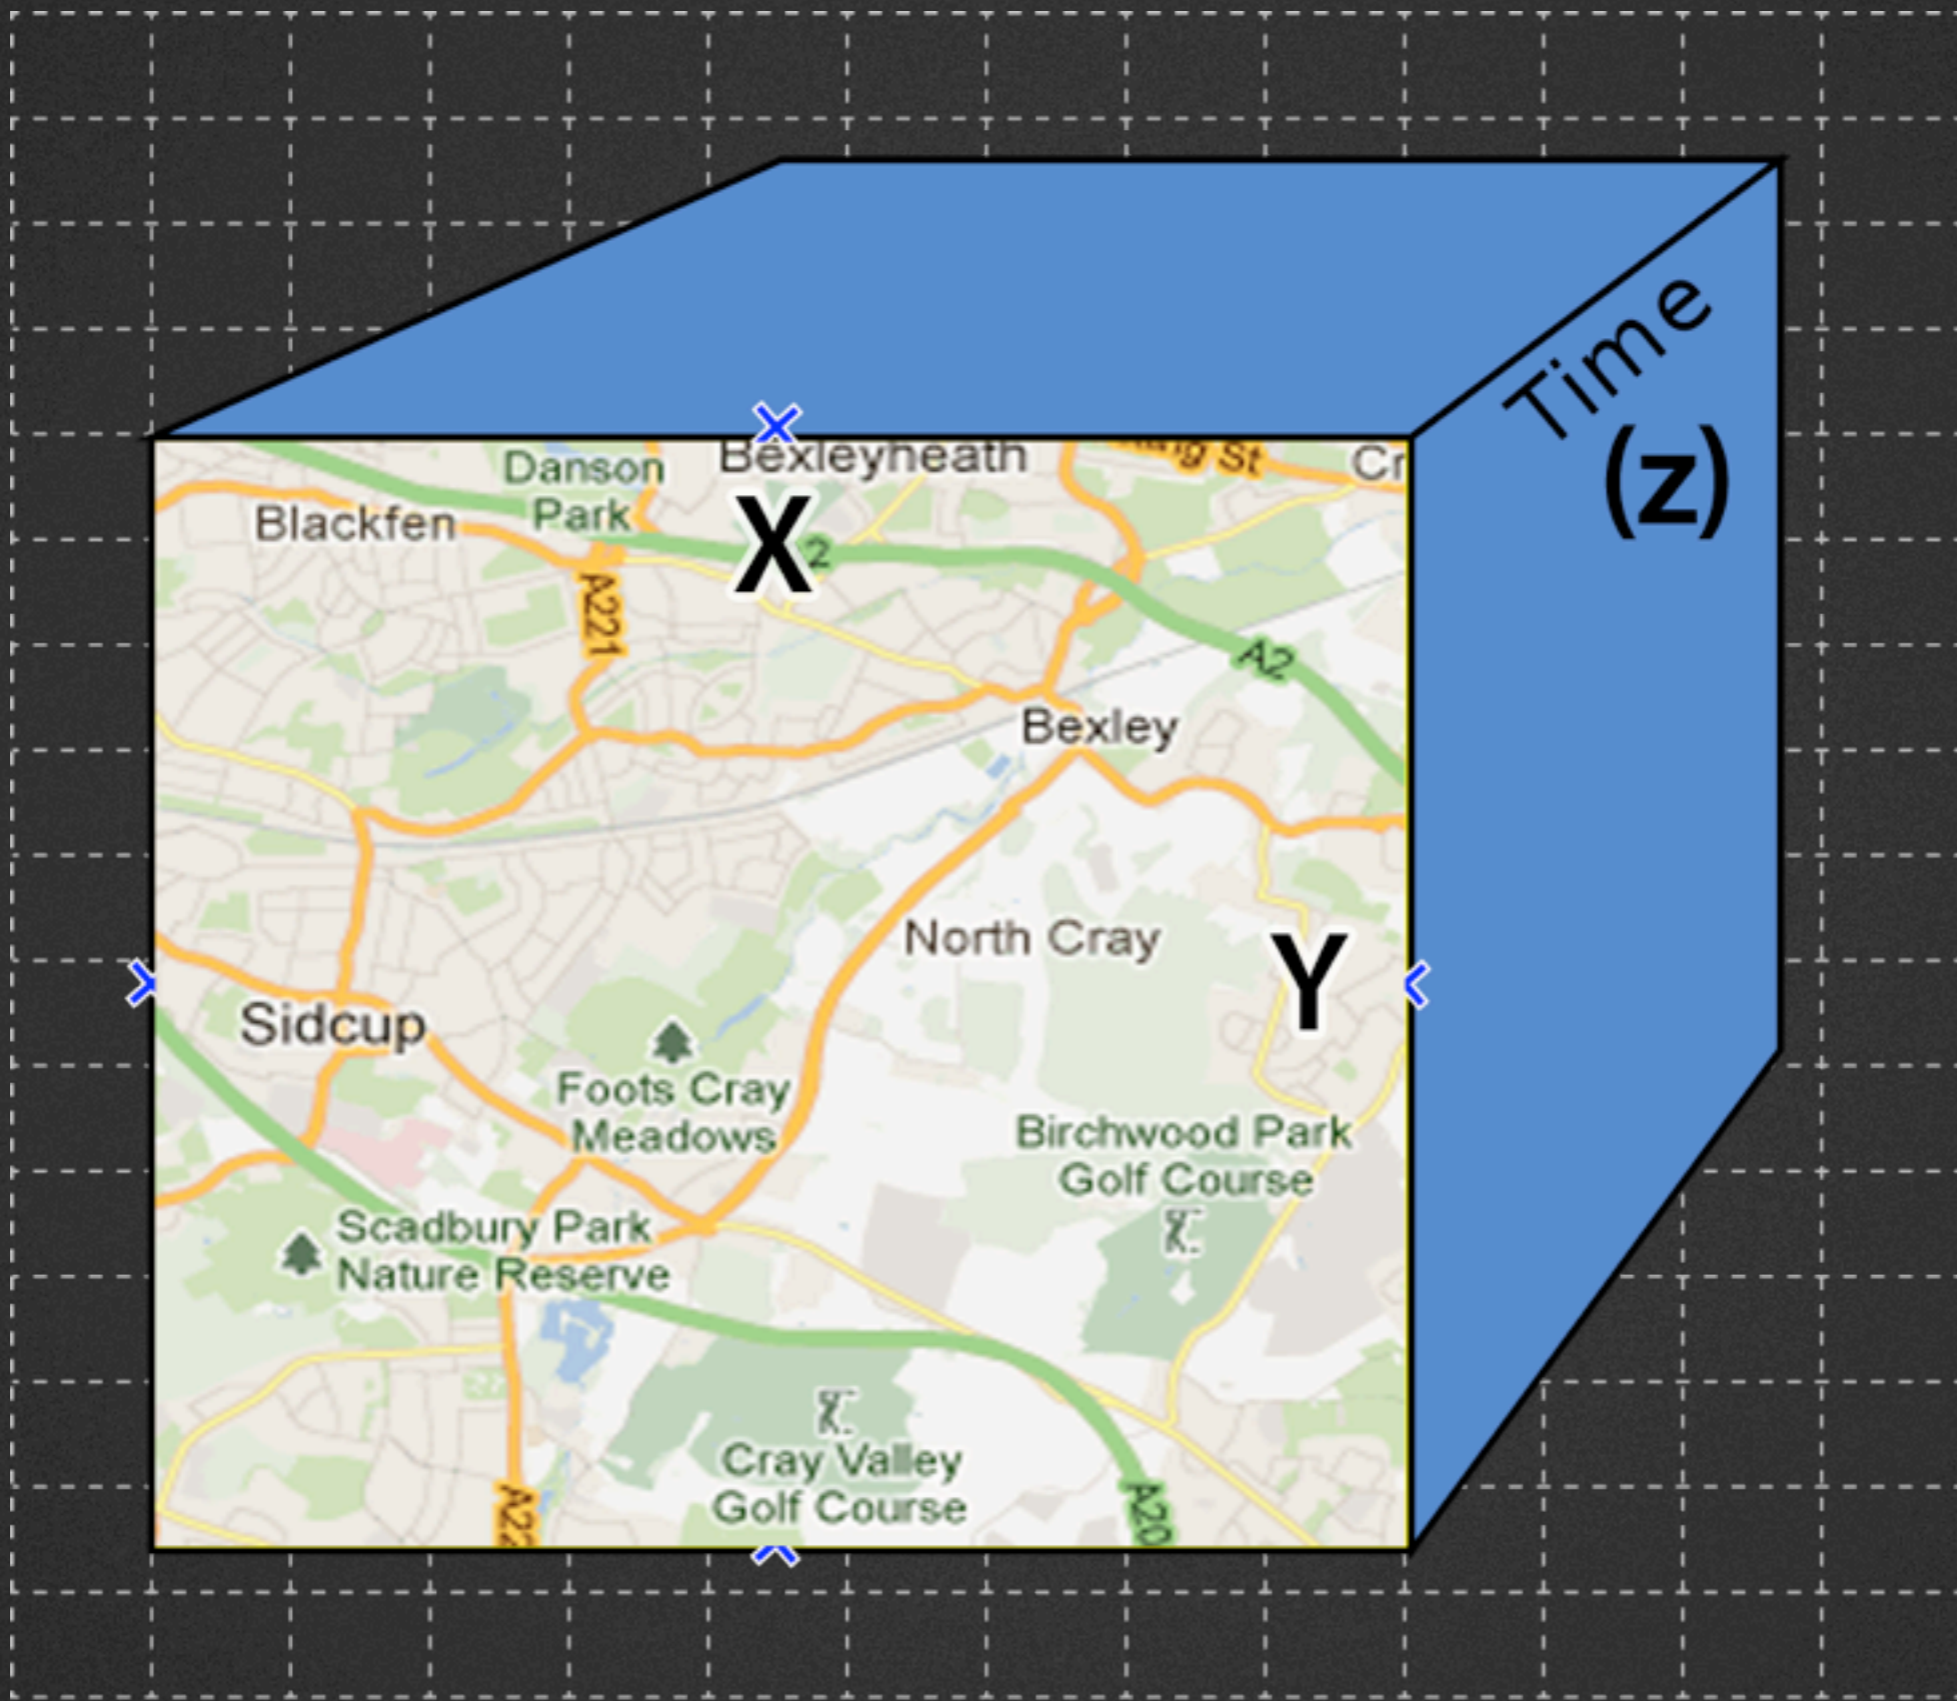 Time
(z)
Bexleyheath
Danson
Park
Blackfen
X
2
A221
A2
Bexley
North Cray
Y
Sidcup
Foots Cray
Meadows
Birchwood Park
Golf Course
Scadbury Park
Nature Reserve
Cray Valley
Golf Course
A20